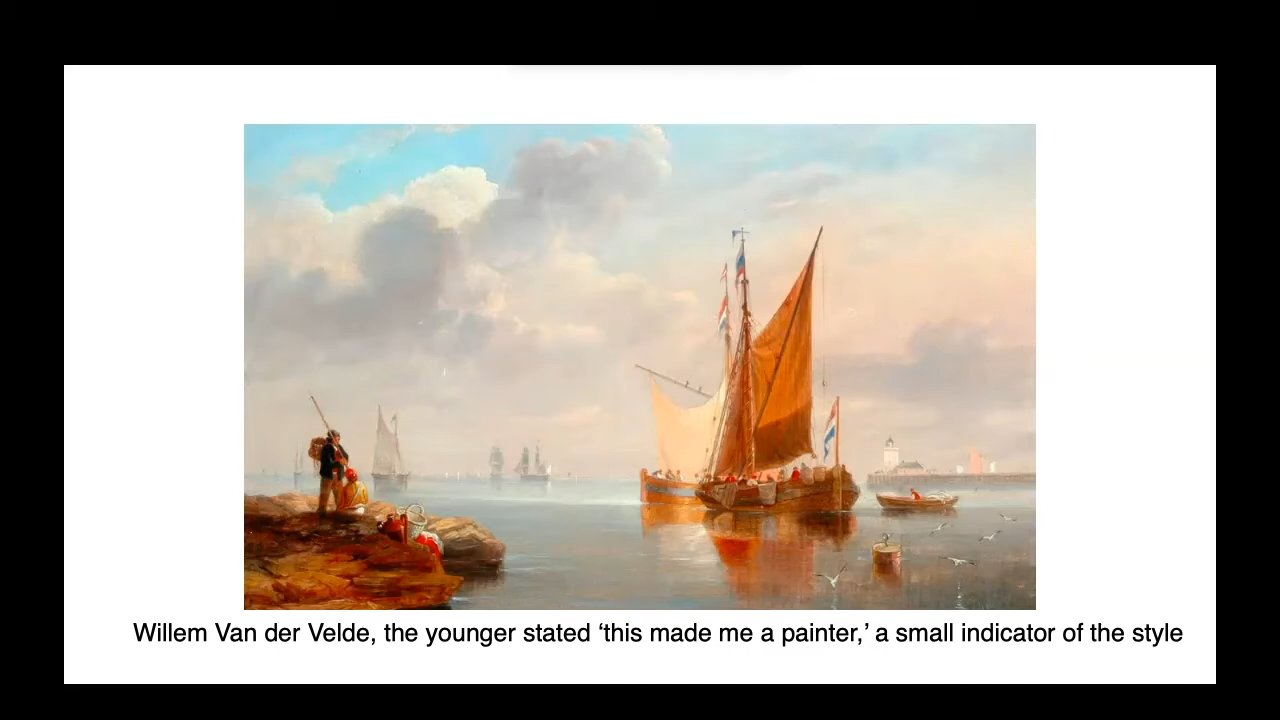 Willem Van der Velde, the younger stated ‘this made me a painter,’ a small indicator of the style